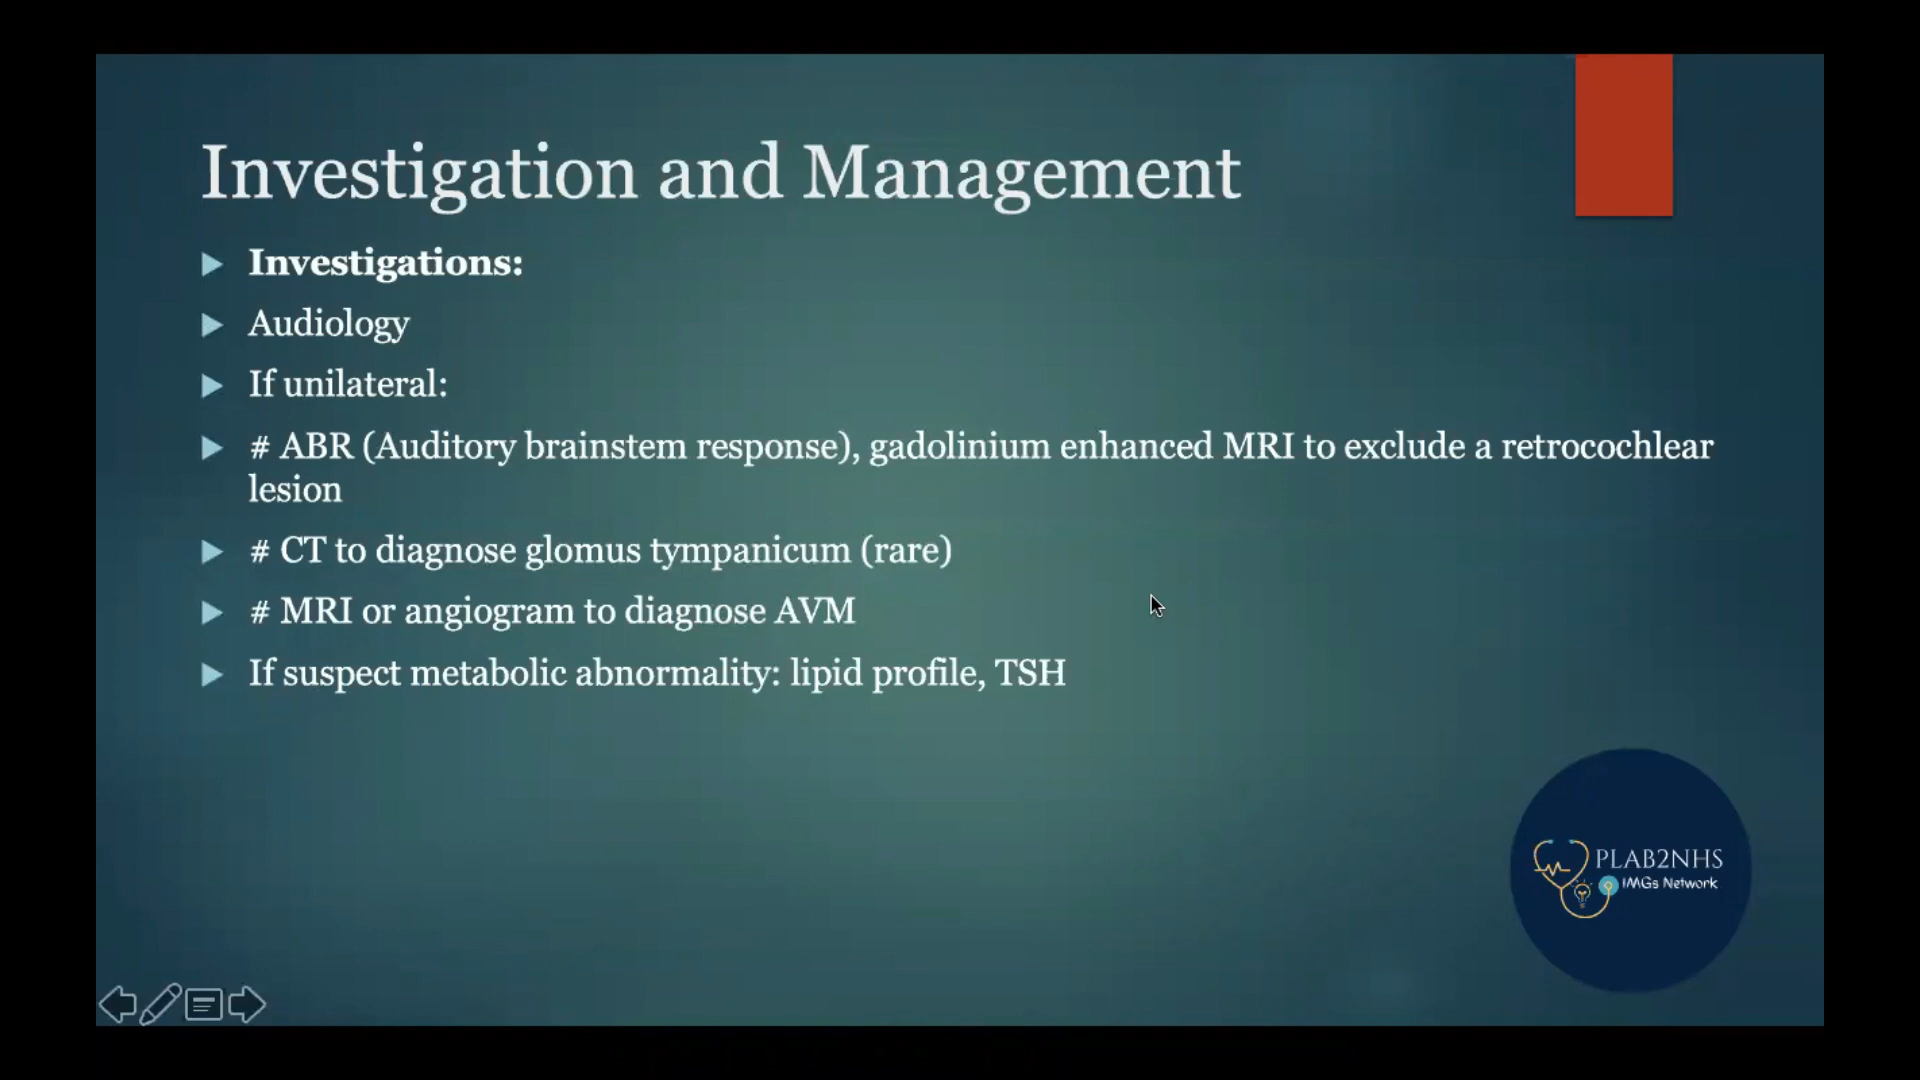 Investigation and Management
Investigations:
Audiology
If unilateral:
# ABR (Auditory brainstem response), gadolinium enhanced MRI to exclude a retrocochlear
lesion
# CT to diagnose glomus tympanicum (rare)
# MRI or angiogram to diagnose AVM
If suspect metabolic abnormality: lipid profile, TSH
PLAB2NHS
IMGs Network